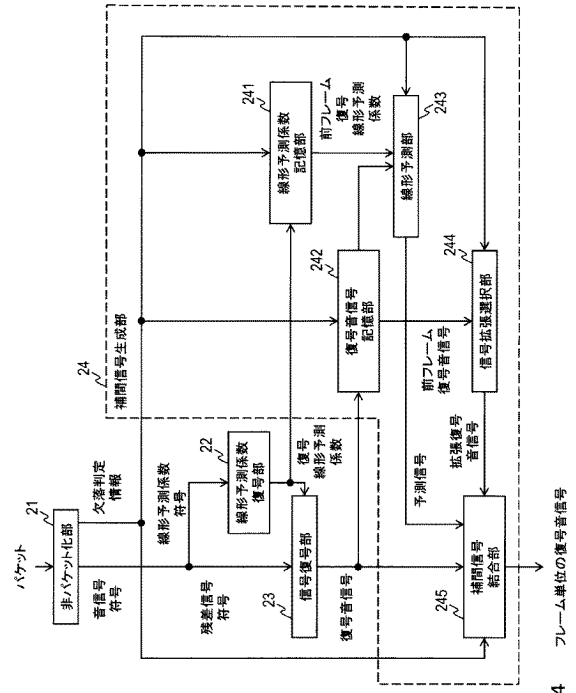 パケット
21
非パケット化部
音信号
符号
欠落判定
情報
24
補間信号生成部
線形予測係数
符号
残差信号
符号
22
線形予測係数
復号部
復号
線形予測
係数
23
信号復号部
復号音信号
241
線形予測係数
記憶部
前フレーム
復号
線形予測
係数
242
復号音信号
記憶部
243
線形予測部
前フレーム
復号音信号
244
信号拡張選択部
予測信号
拡張復号
音信号
245
補間信号
結合部
フレーム単位の復号音信号
4